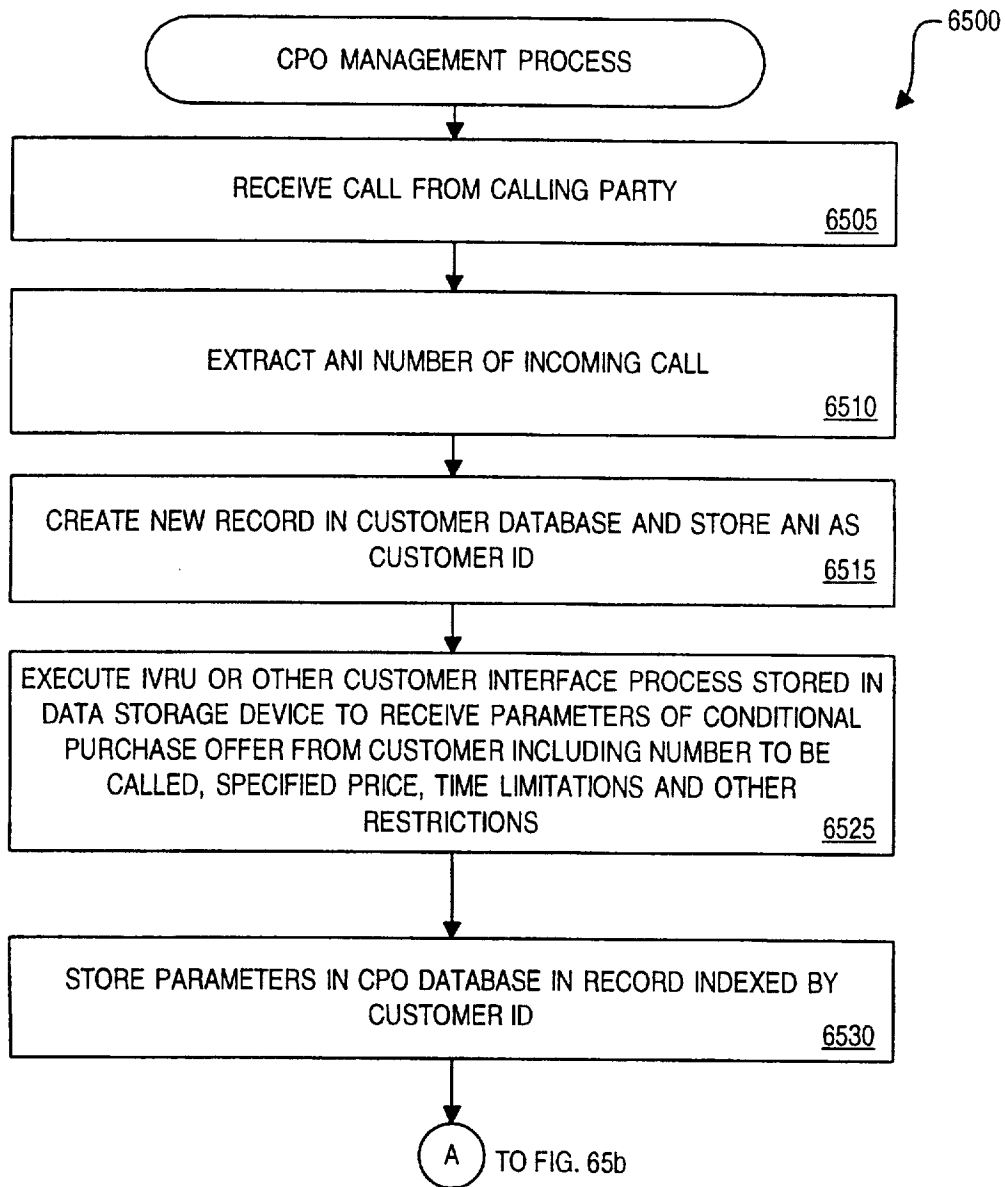 6500
CPO MANAGEMENT PROCESS
RECEIVE CALL FROM CALLING PARTY
6505
EXTRACT ANI NUMBER OF INCOMING CALL
6510
CREATE NEW RECORD IN CUSTOMER DATABASE AND STORE ANI AS
CUSTOMER ID
6515
EXECUTE IVRU OR OTHER CUSTOMER INTERFACE PROCESS STORED IN
DATA STORAGE DEVICE TO RECEIVE PARAMETERS OF CONDITIONAL
PURCHASE OFFER FROM CUSTOMER INCLUDING NUMBER TO BE
CALLED, SPECIFIED PRICE, TIME LIMITATIONS AND OTHER
RESTRICTIONS
6525
STORE PARAMETERS IN CPO DATABASE IN RECORD INDEXED BY
CUSTOMER ID
6530
A TO FIG. 65b